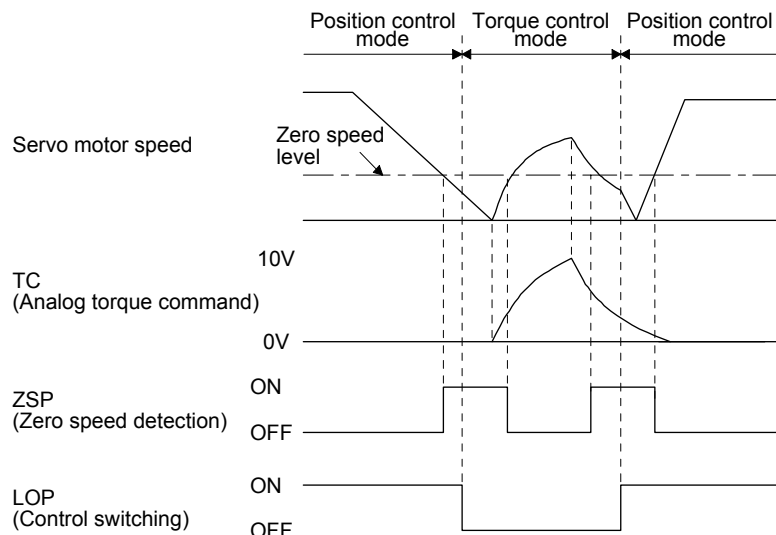 Position control mode
Torque control mode
Position control mode
Servo motor speed
Zero speed level
10V
TC
(Analog torque command)
0V
ON
ZSP
(Zero speed detection)
OFF
ON
LOP
(Control switching)
OFF